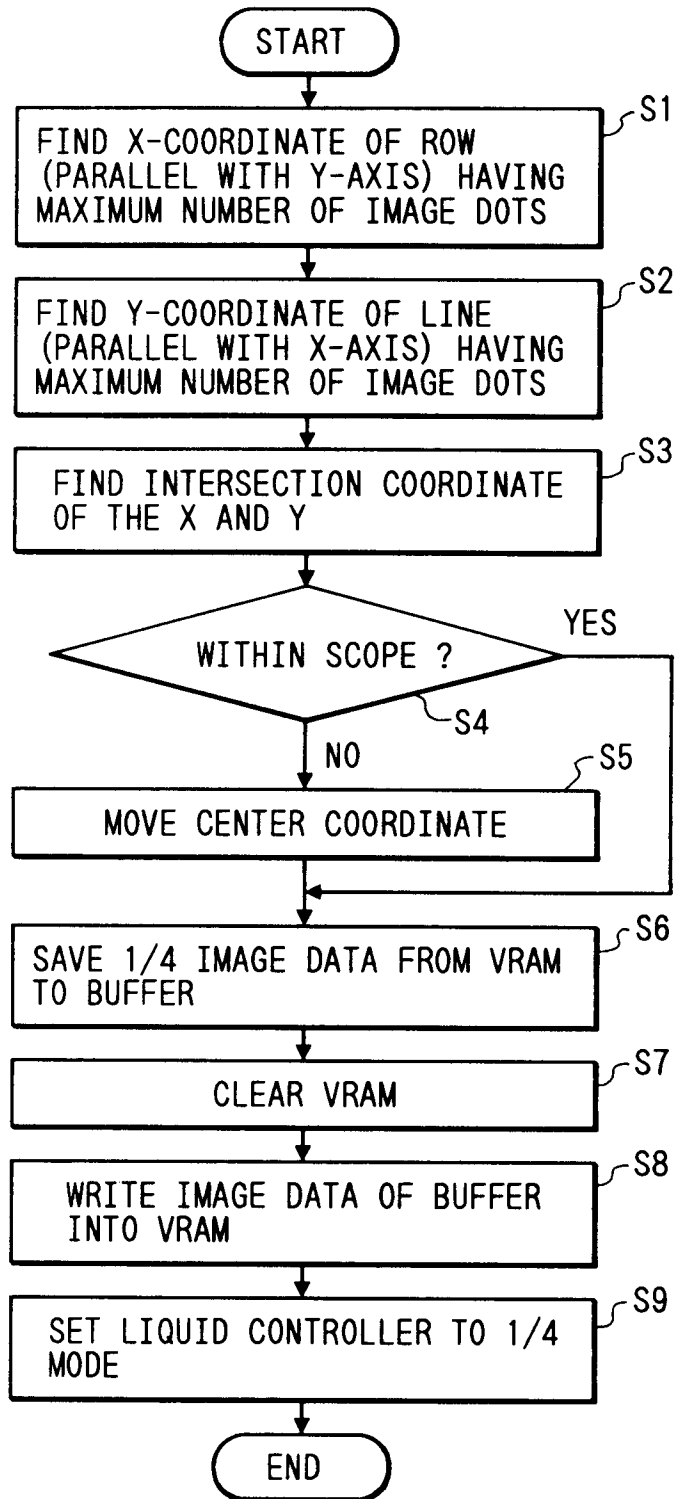 START
S1
FIND X-COORDINATE OF ROW
(PARALLEL WITH Y-AXIS) HAVING
MAXIMUM NUMBER OF IMAGE DOTS
S2
FIND Y-COORDINATE OF LINE
(PARALLEL WITH X-AXIS) HAVING
MAXIMUM NUMBER OF IMAGE DOTS
S3
FIND INTERSECTION COORDINATE
OF THE X AND Y
YES
WITHIN SCOPE ?
S4
NO
S5
MOVE CENTER COORDINATE
S6
SAVE 1/4 IMAGE DATA FROM VRAM
TO BUFFER
S7
CLEAR VRAM
S8
WRITE IMAGE DATA OF BUFFER
INTO VRAM
S9
SET LIQUID CONTROLLER TO 1/4
MODE
END